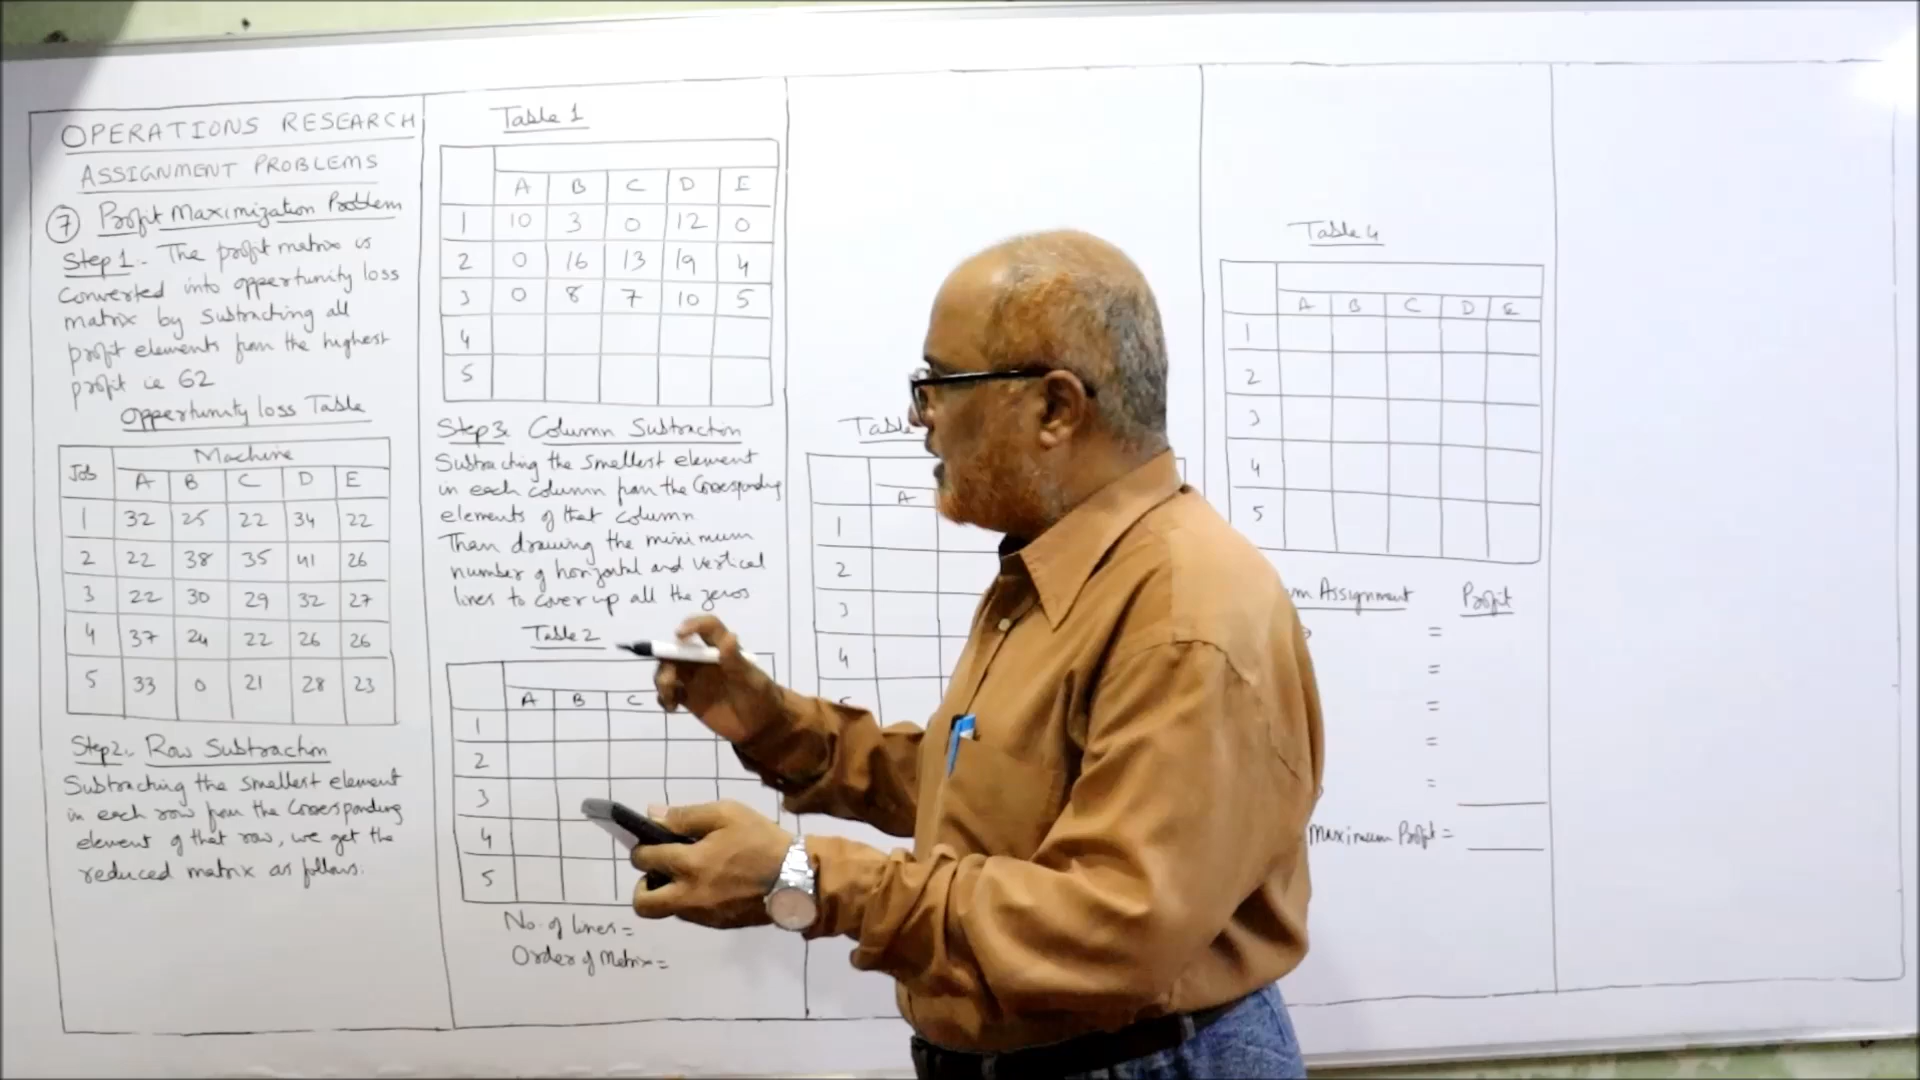 OPERATIONS RESEARCH
ASSIGNMENT PROBLEMS
7 Profit Maximization Problem
Step 1:- The profit matrix is
converted into oppertunity loss
matrix by subtracting all
profit elements from the highest
profit ie 62
Oppertunity loss Table
Job Machine
A B C D E
1 32 25 22 34 22
2 22 38 35 41 26
3 22 30 29 32 27
4 37 24 22 26 26
5 33 0 21 28 23
Step2:- Row Subtraction
Subtracting the smallest element
in each row from the Corresponding
element of that row, we get the
reduced matrix as follows:
Table 1
A B C D E
1 10 3 0 12 0
2 0 16 13 19 4
3 0 8 7 10 5
4
5
Step3: Column Subtraction
Subtracting the smallest element
in each column from the Corresponding
elements of that column
Than drawing the minimum
number of horizontal and vertical
lines to cover up all the zeros
Table 2
A B C
1
2
3
4
5
No. of lines =
Order of Matrix =
Table
A
1
2
3
4
5
Table 4
A B C D E
1
2
3
4
5
Assignment Profit
=
=
=
=
=
Maximum Profit =